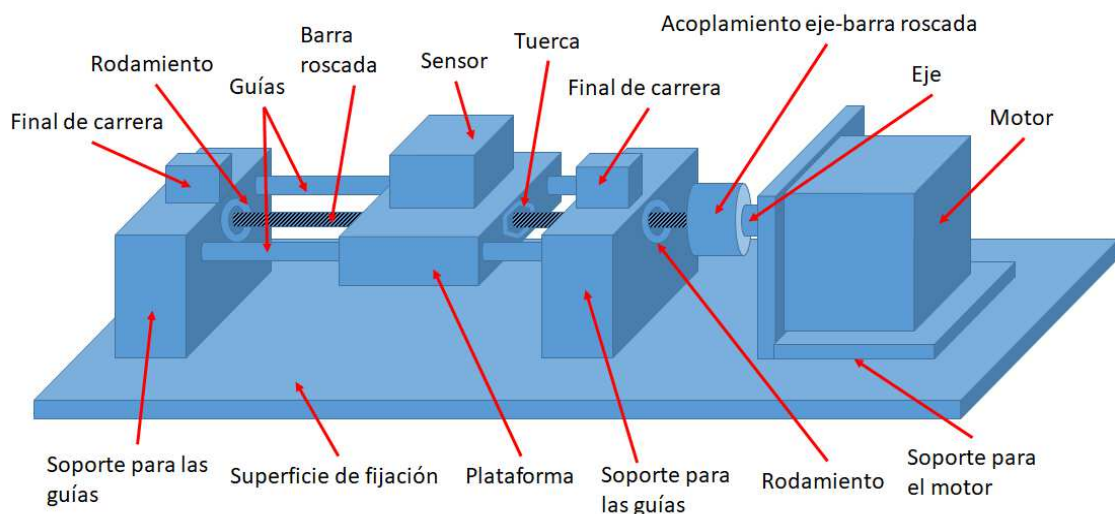 Acoplamiento eje-barra roscada
Barra
roscada
Tuerca
Rodamiento
Sensor
Eje
Guías
Final de carrera
Final de carrera
Motor
Soporte para las
guías
Superficie de fijación
Plataforma
Soporte para
las guías
Rodamiento
Soporte para
el motor